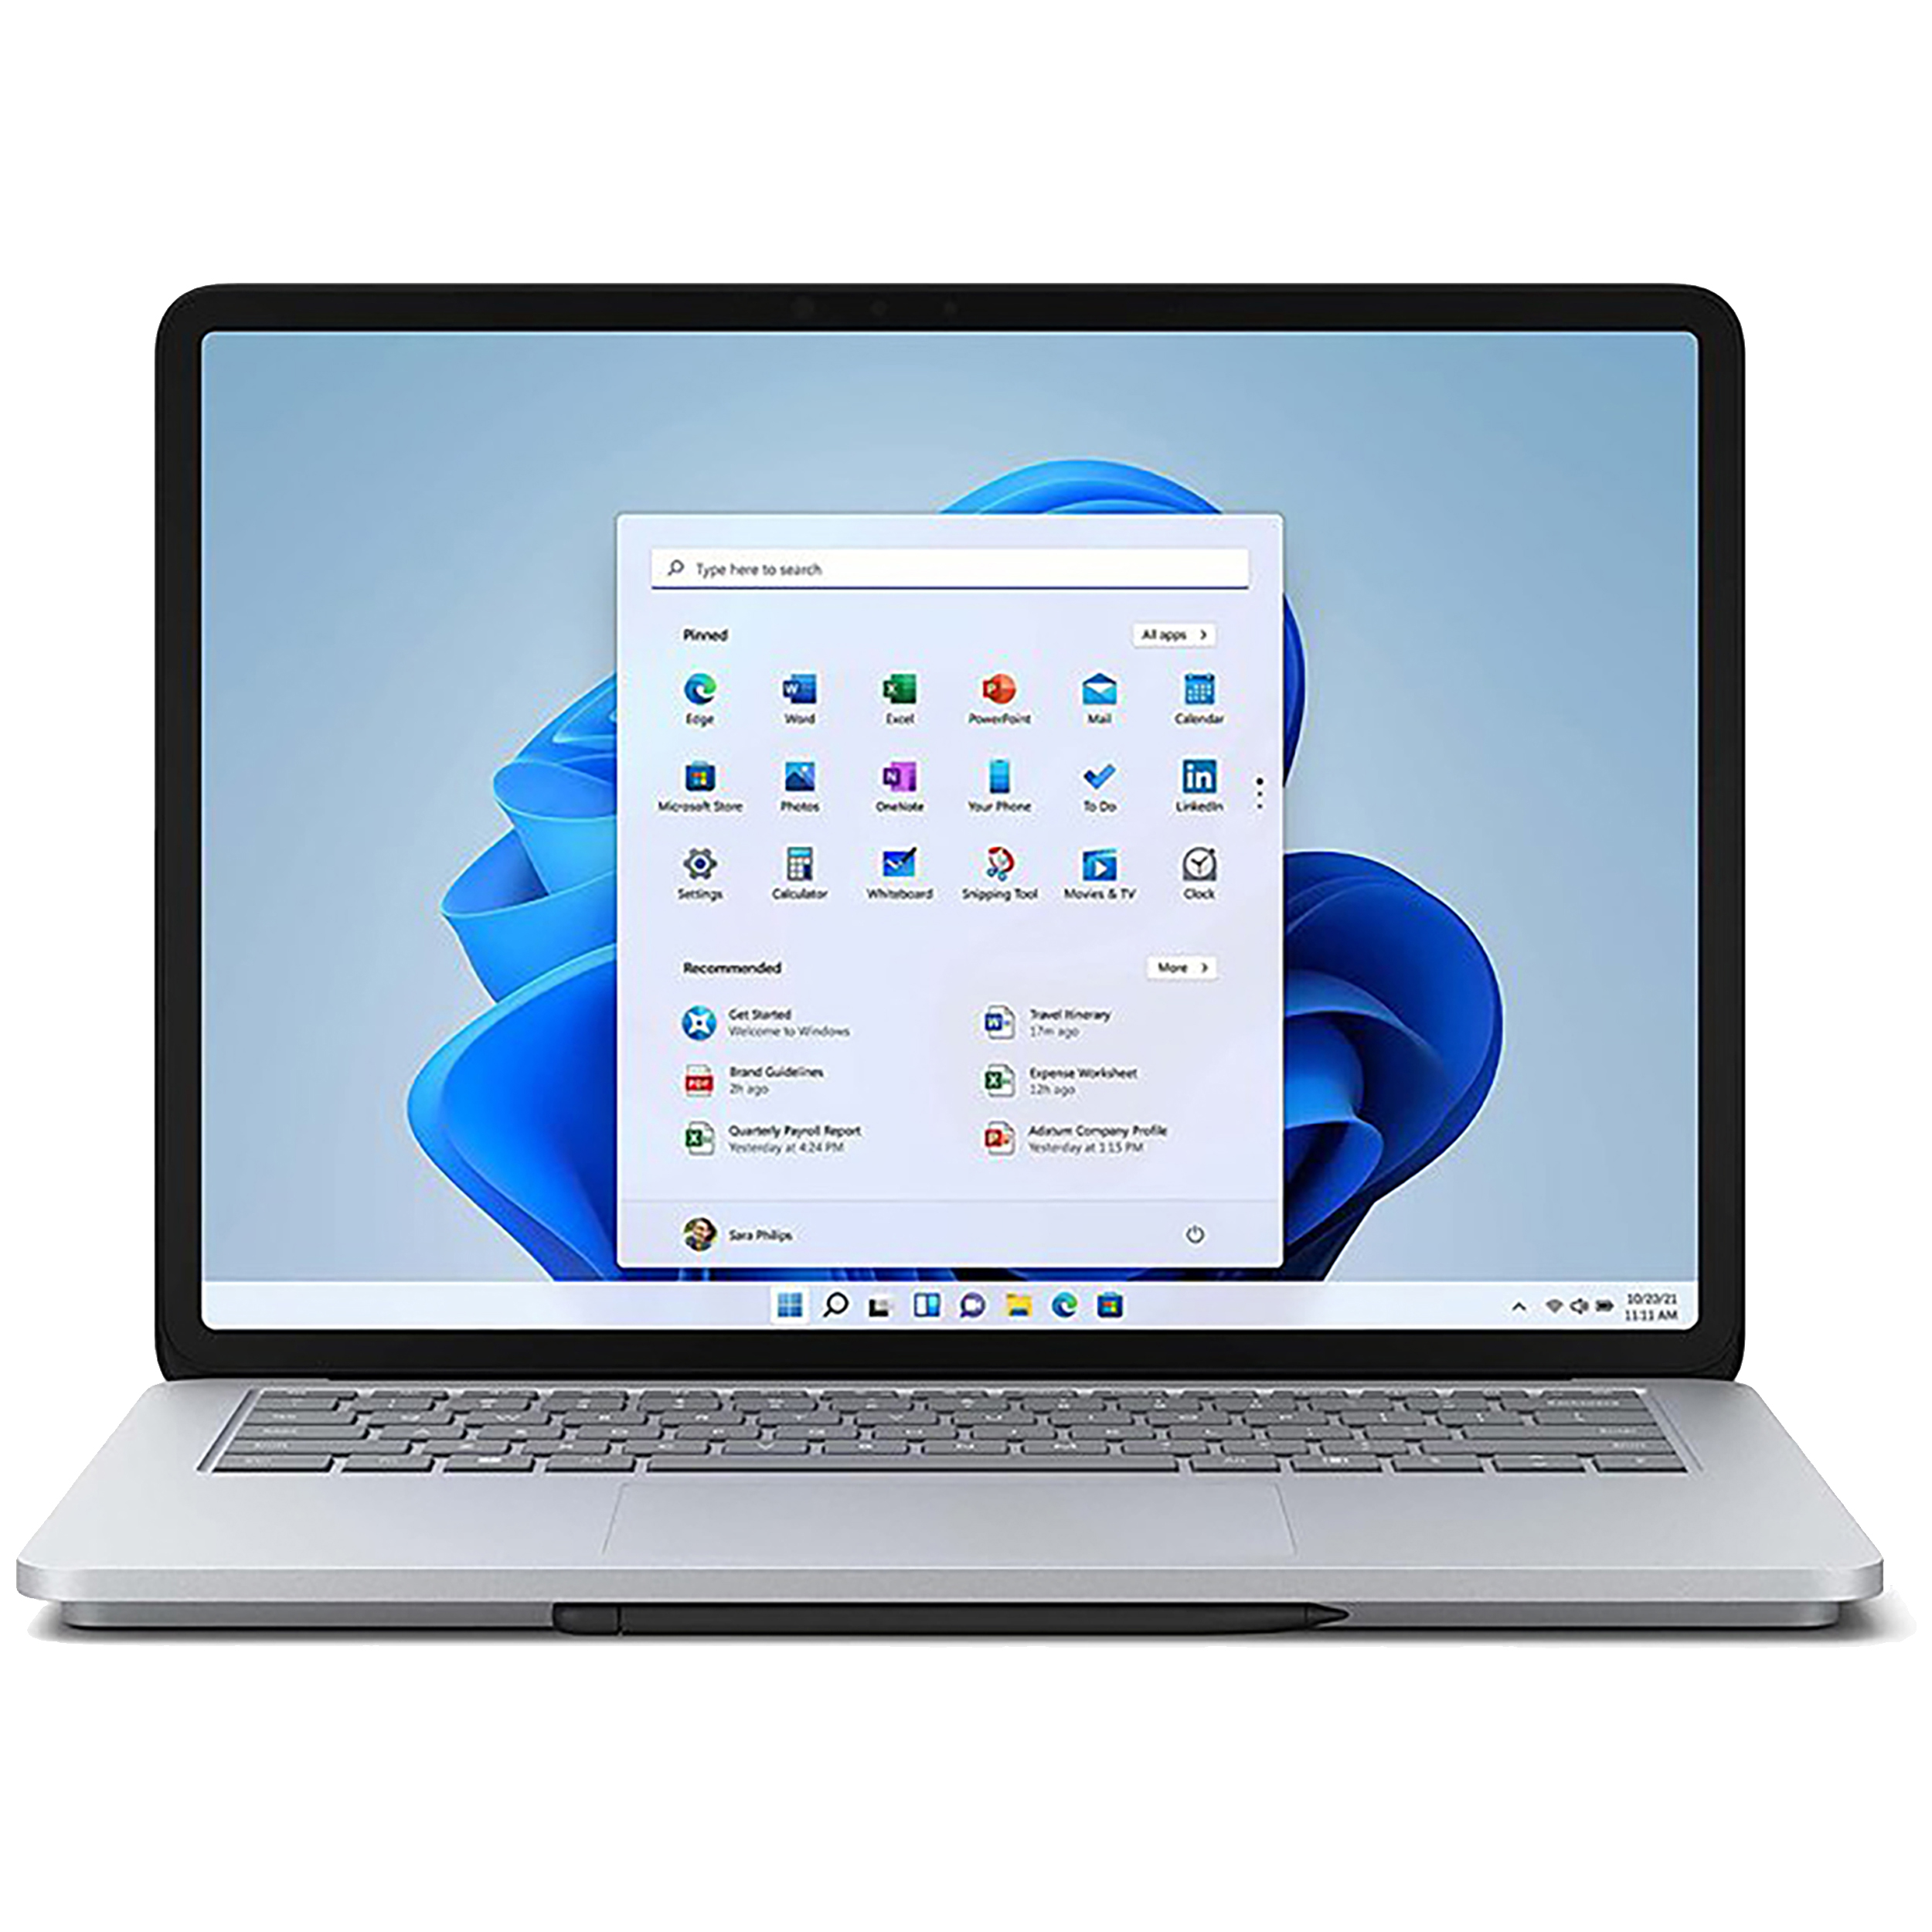 Type here to search
Pinned
All apps
Edge
Word
Excel
PowerPoint
Mail
Calendar
Microsoft Store
Photos
OneNote
Your Phone
To Do
LinkedIn
Settings
Calculator
Whiteboard
Snipping Tool
Movies & TV
Clock
Recommended
More
Get Started
Welcome to Windows
Travel Itinerary
17m ago
Brand Guidelines
2h ago
Expense Worksheet
12h ago
Quarterly Payroll Report
Yesterday at 4:24 PM
Adatum Company Profile
Yesterday at 1:15 PM
Sara Philips
10/23/21
11:11 AM